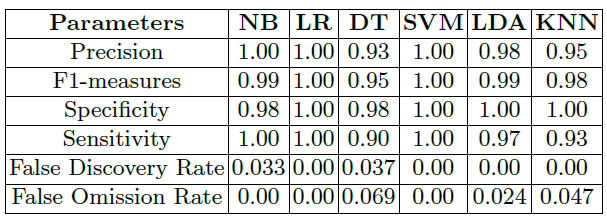 Parameters NB LR DT SVM LDA KNN
Precision 1.00 1.00 0.93 1.00 0.98 0.95
F1-measures 0.99 1.00 0.95 1.00 0.99 0.98
Specificity 0.98 1.00 0.98 1.00 1.00 1.00
Sensitivity 1.00 1.00 0.90 1.00 0.97 0.93
False Discovery Rate 0.033 0.00 0.037 0.00 0.00 0.00
False Omission Rate 0.00 0.00 0.069 0.00 0.024 0.047